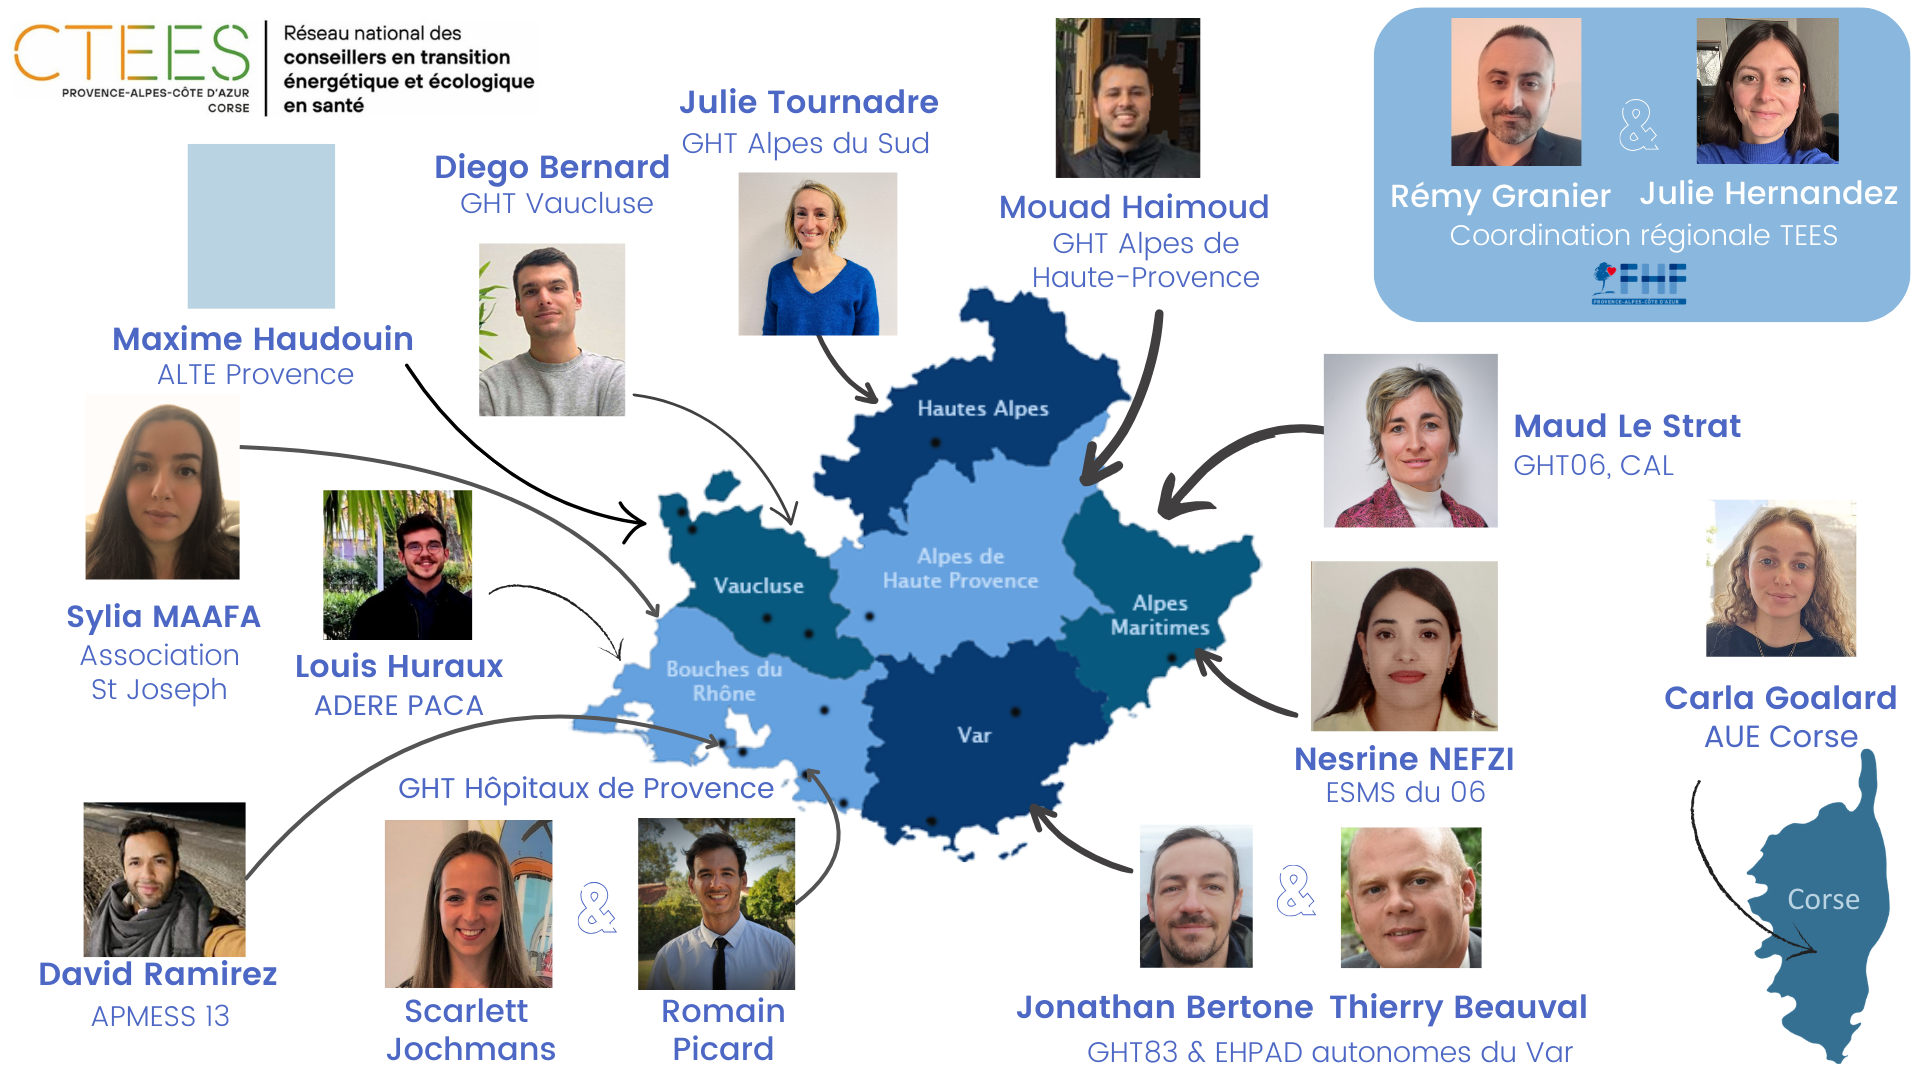 CTEES
PROVENCE-ALPES-CÔTE D'AZUR
CORSE
Réseau national des
conseillers en transition
énergétique et écologique
en santé
Rémy Granier
&
Julie Hernandez
Coordination régionale TEES
FHF
PROVENCE-ALPES-CÔTE D'AZUR
Julie Tournadre
GHT Alpes du Sud
Diego Bernard
GHT Vaucluse
Mouad Haimoud
GHT Alpes de
Haute-Provence
Maxime Haudouin
ALTE Provence
Maud Le Strat
GHT06, CAL
Sylia MAAFA
Association
St Joseph
Louis Huraux
ADERE PACA
Hautes Alpes
Alpes de
Haute Provence
Vaucluse
Alpes
Maritimes
Bouches du
Rhône
Var
Nesrine NEFZI
ESMS du 06
Carla Goalard
AUE Corse
Corse
GHT Hôpitaux de Provence
David Ramirez
APMESS 13
Scarlett
Jochmans
&
Romain
Picard
Jonathan Bertone
&
Thierry Beauval
GHT83 & EHPAD autonomes du Var